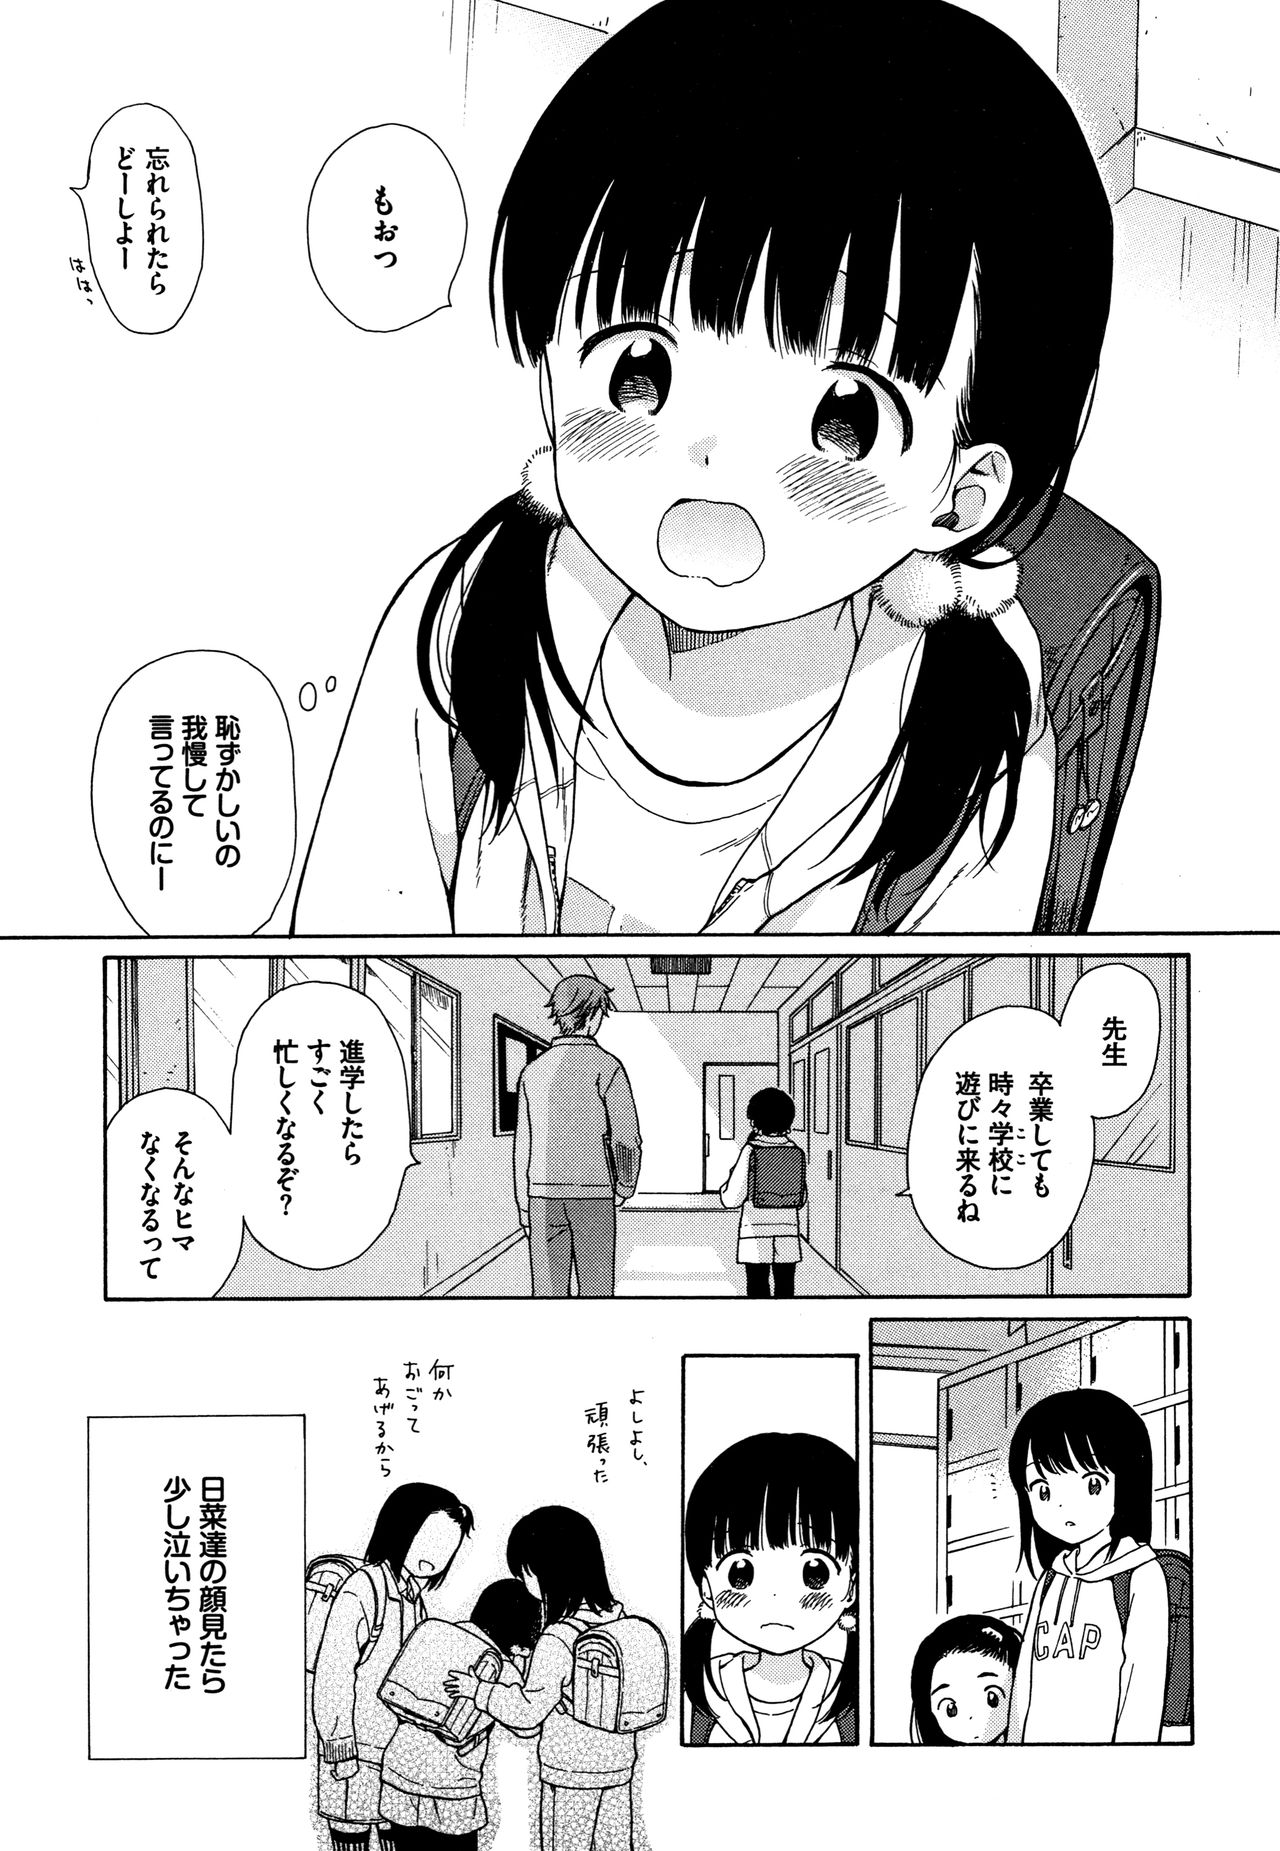 もおっ
忘れられたら
どーしよー
ははっ
恥ずかしいの
我慢して
言ってるのにー
先生
卒業しても
時々学校に
ここ
遊びに来るね
進学したら
すごく
忙しくなるぞ?
そんなヒマ
なくなるって
CAP
よしよし、
頑張った
何か
おごって
あげるから
日菜達の顔見たら
少し泣いちゃった